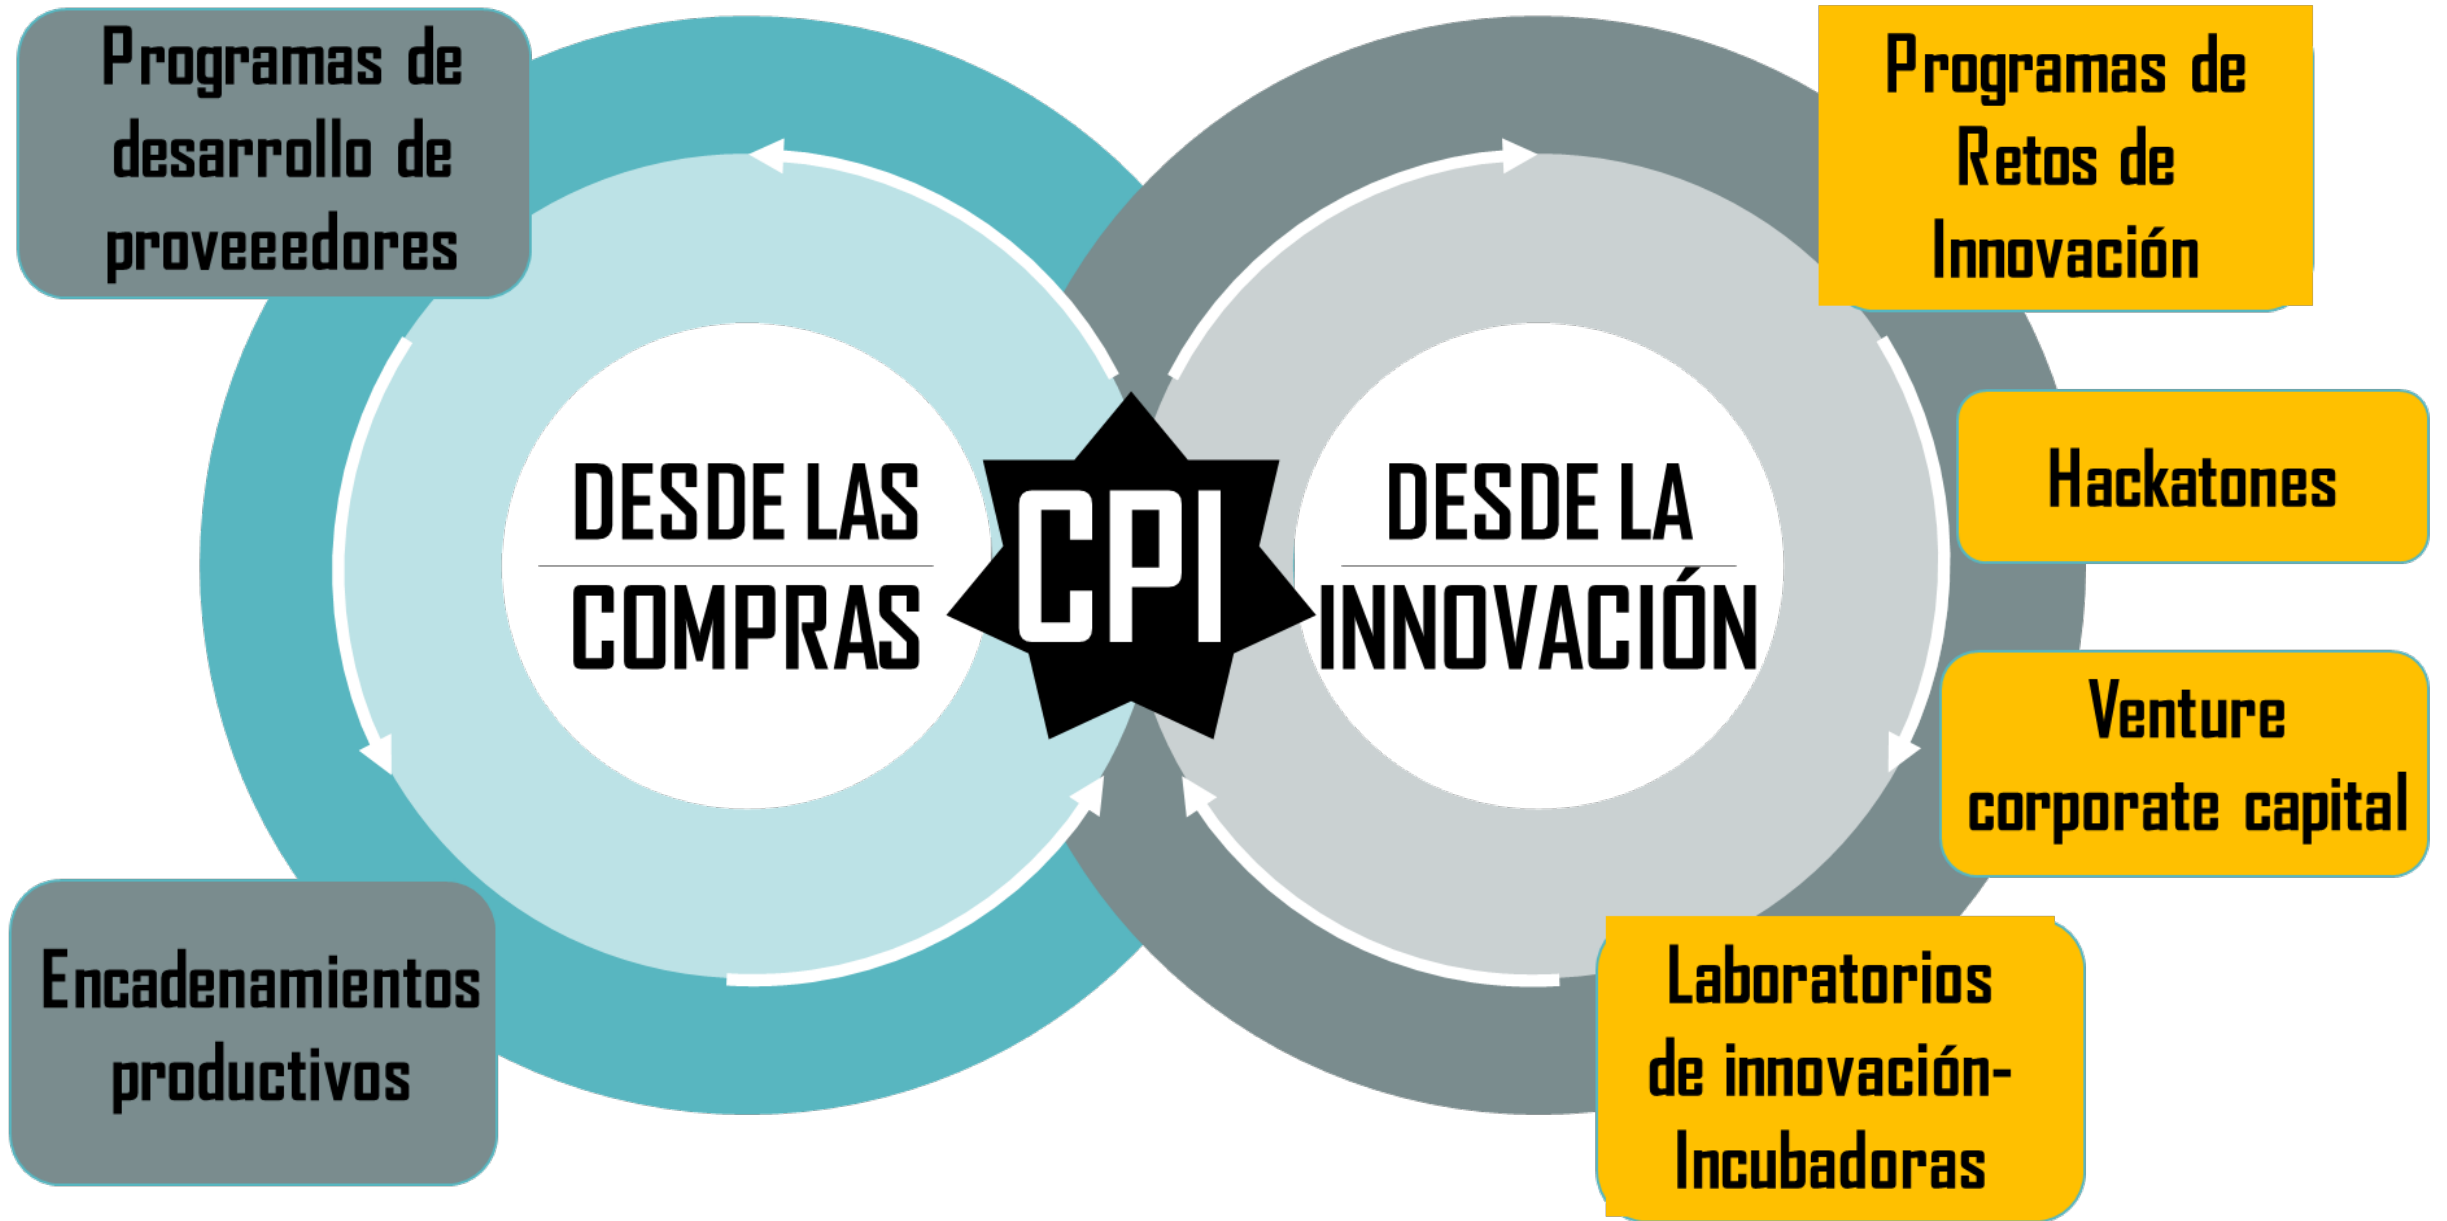 Programas de
desarrollo de
proveeedores
Encadenamientos
productivos
DESDE LAS
COMPRAS
CPI
DESDE LA
INNOVACIÓN
Programas de
Retos de
Innovación
Hackatones
Venture
corporate capital
Laboratorios
de innovación-
Incubadoras